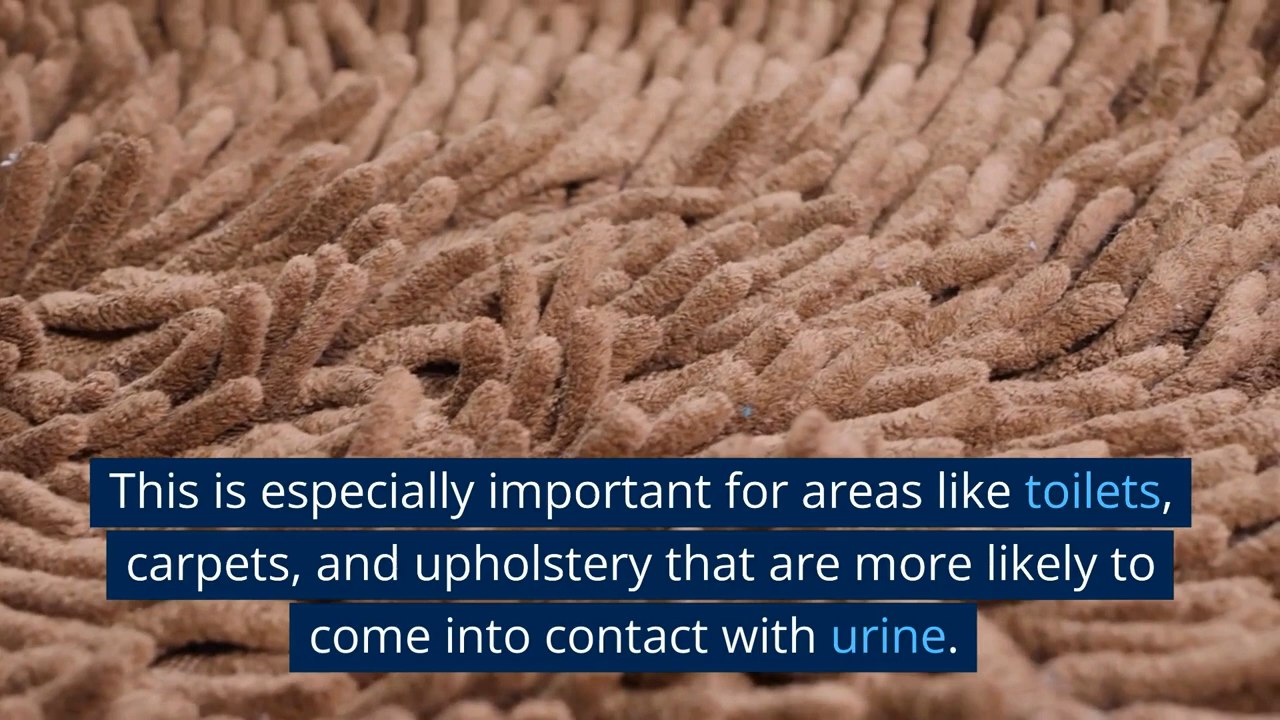 This is especially important for areas like toilets,
carpets, and upholstery that are more likely to
come into contact with urine.